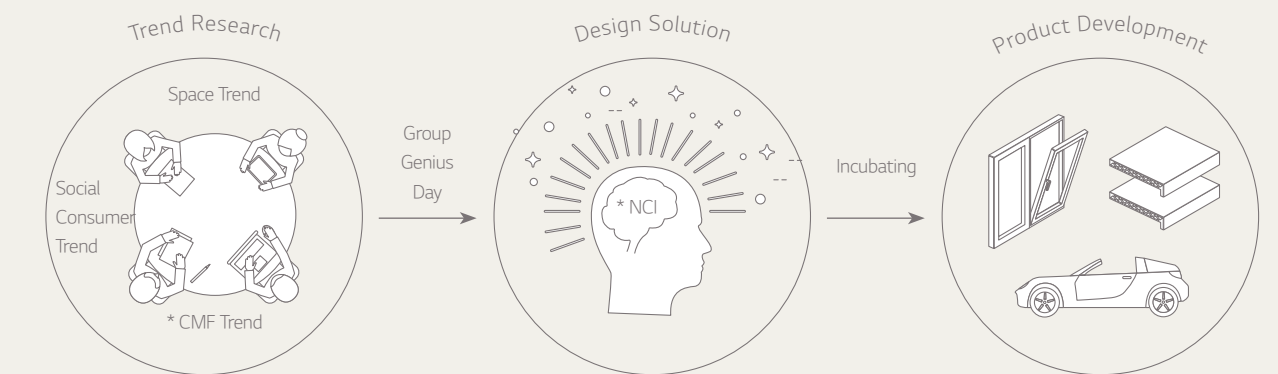 Trend Research
Space Trend
Social
Consumer
Trend
* CMF Trend
Group
Genius
Day
Design Solution
* NCI
Incubating
Product Development